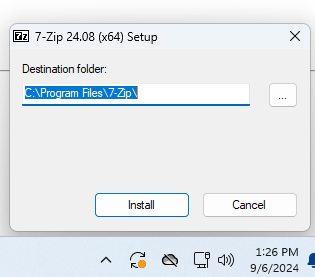 7z 7-Zip 24.08 (x64) Setup
Destination folder:
C:\Program Files\7-Zip\
...
Install Cancel
1:26 PM
9/6/2024